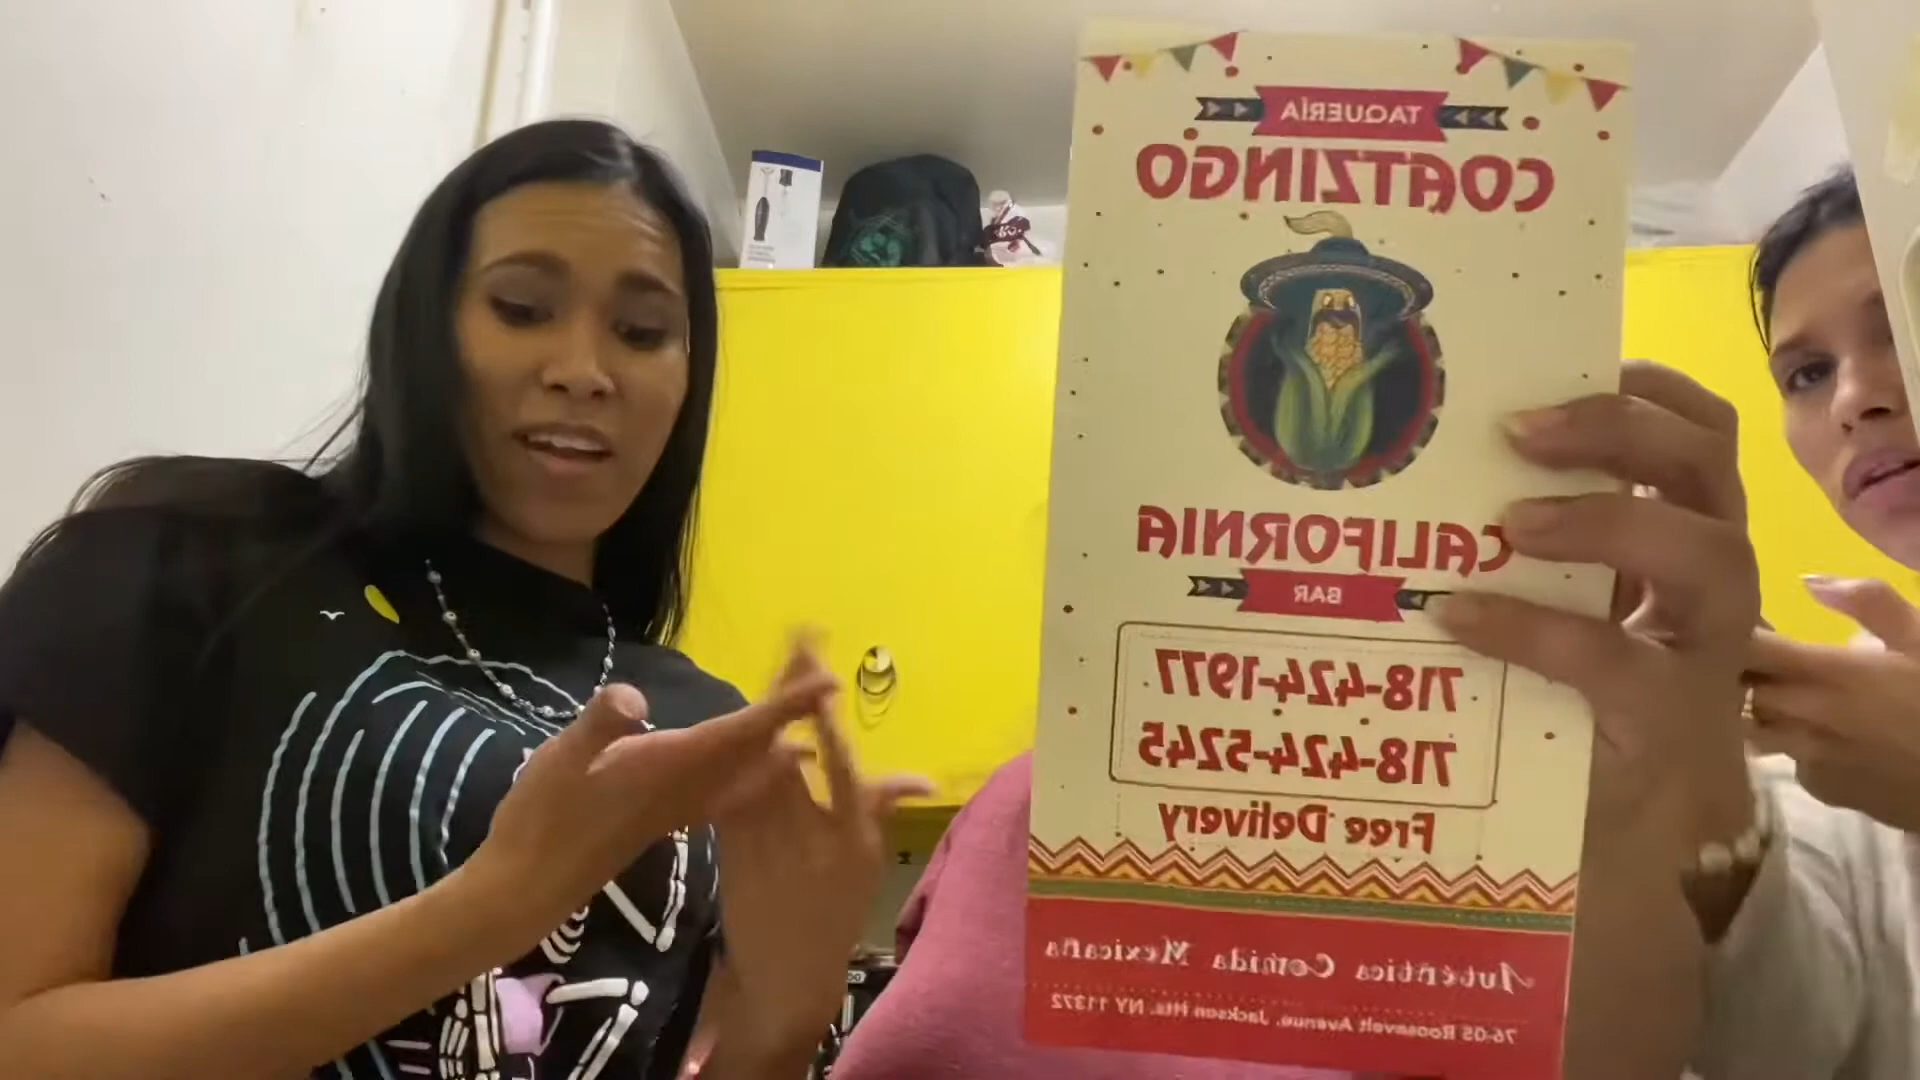 TAQUERÍA
COATZINGO
CALIFORNIA
BAR
718-424-1977
718-424-5245
Free Delivery
Auténtica Comida Mexicana
76-05 Roosevelt Avenue, Jackson Hts. NY 11372